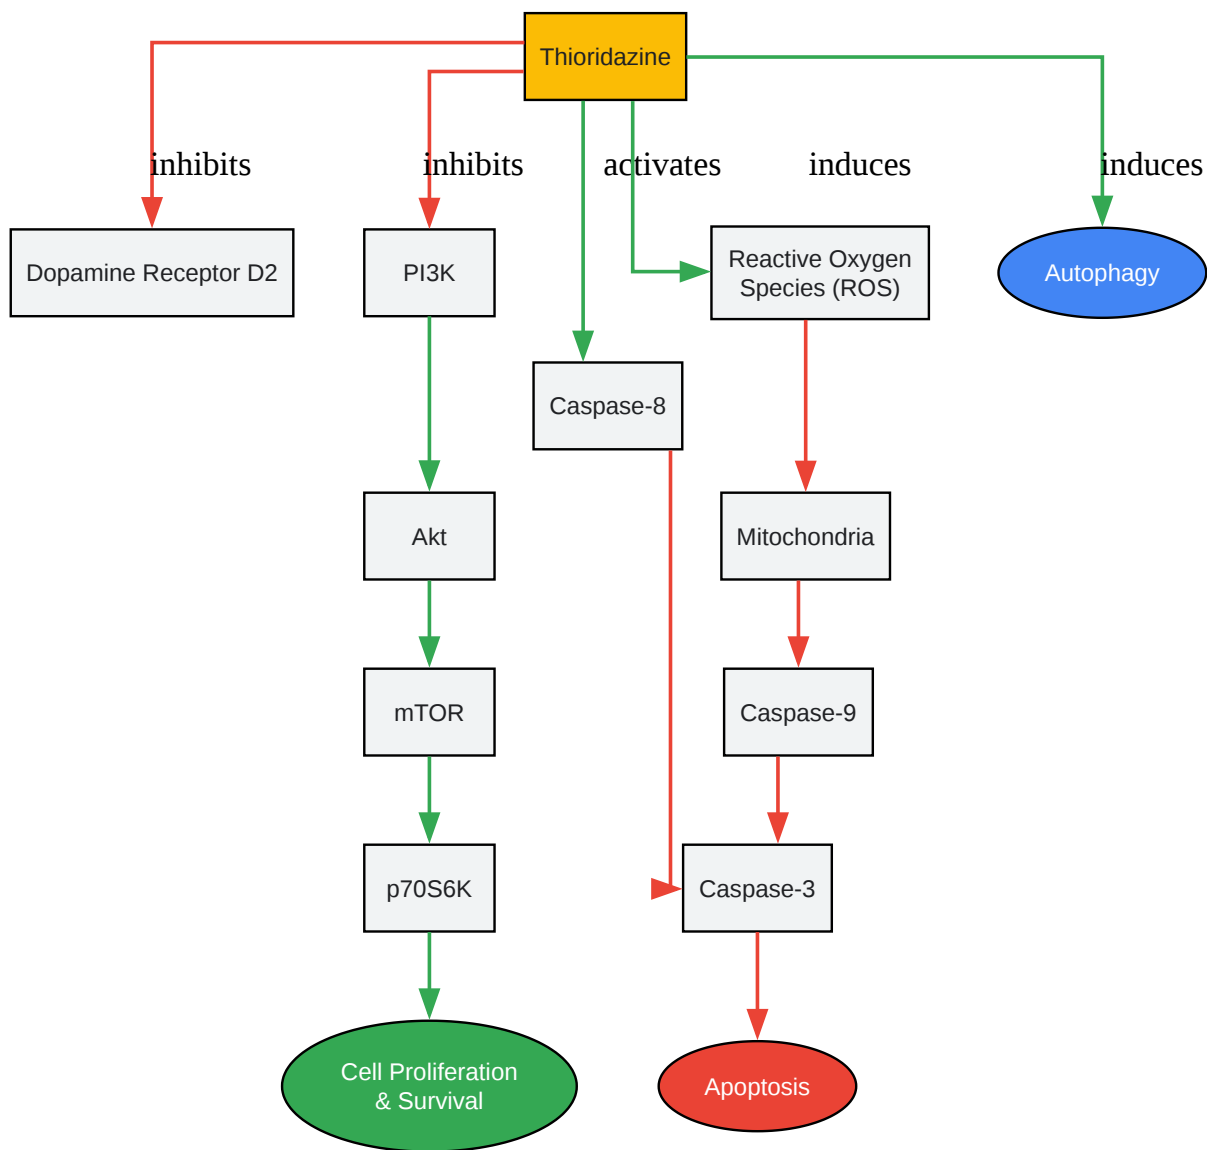 Thioridazine
inhibits
inhibits
activates
induces
induces
Dopamine Receptor D2
PI3K
Reactive Oxygen
Species (ROS)
Autophagy
Caspase-8
Akt
Mitochondria
mTOR
Caspase-9
p70S6K
Caspase-3
Cell Proliferation
& Survival
Apoptosis